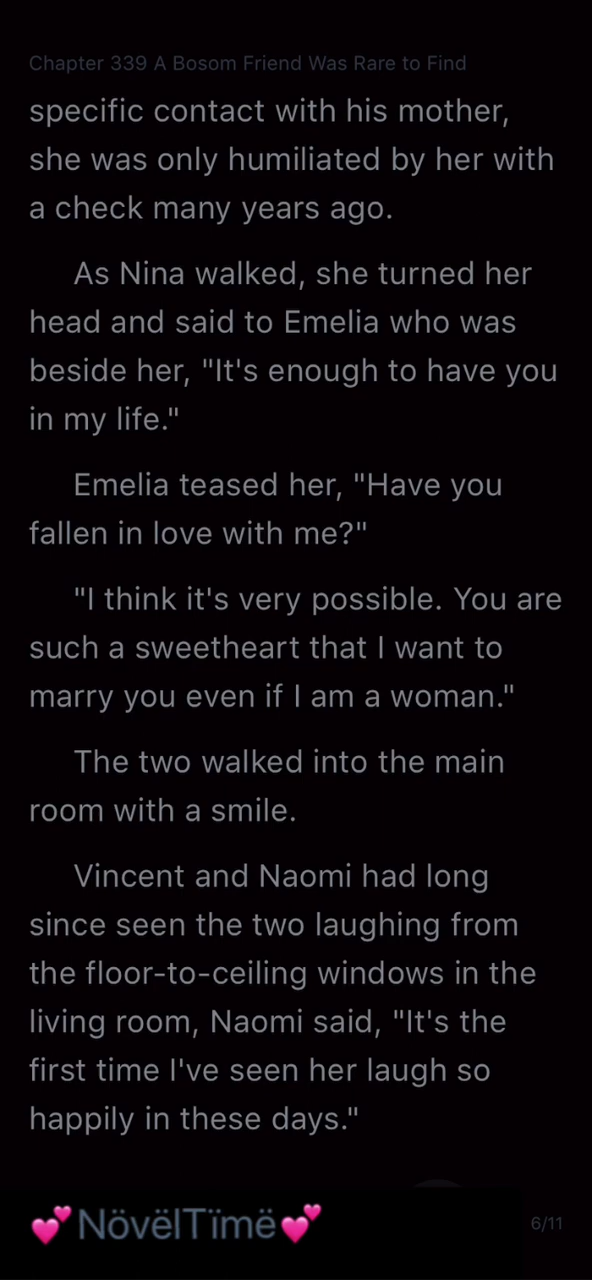 Chapter 339 A Bosom Friend Was Rare to Find
specific contact with his mother,
she was only humiliated by her with
a check many years ago.
As Nina walked, she turned her
head and said to Emelia who was
beside her, "It's enough to have you
in my life."
Emelia teased her, "Have you
fallen in love with me?"
"I think it's very possible. You are
such a sweetheart that I want to
marry you even if I am a woman."
The two walked into the main
room with a smile.
Vincent and Naomi had long
since seen the two laughing from
the floor-to-ceiling windows in the
living room, Naomi said, "It's the
first time I've seen her laugh so
happily in these days."
💕NövëlTïmë💕
6/11